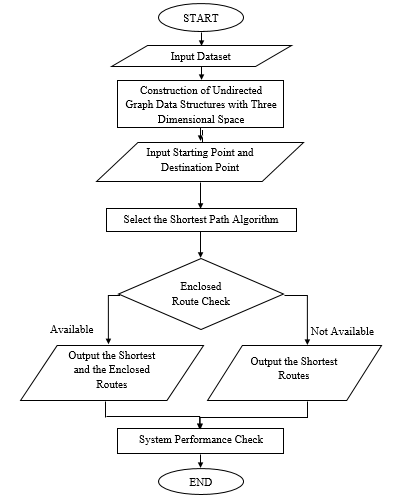 START
Input Dataset
Construction of Undirected
Graph Data Structures with Three
Dimensional Space
Input Starting Point and
Destination Point
Select the Shortest Path Algorithm
Enclosed
Route Check
Available
Not Available
Output the Shortest
and the Enclosed
Routes
Output the Shortest
Routes
System Performance Check
END